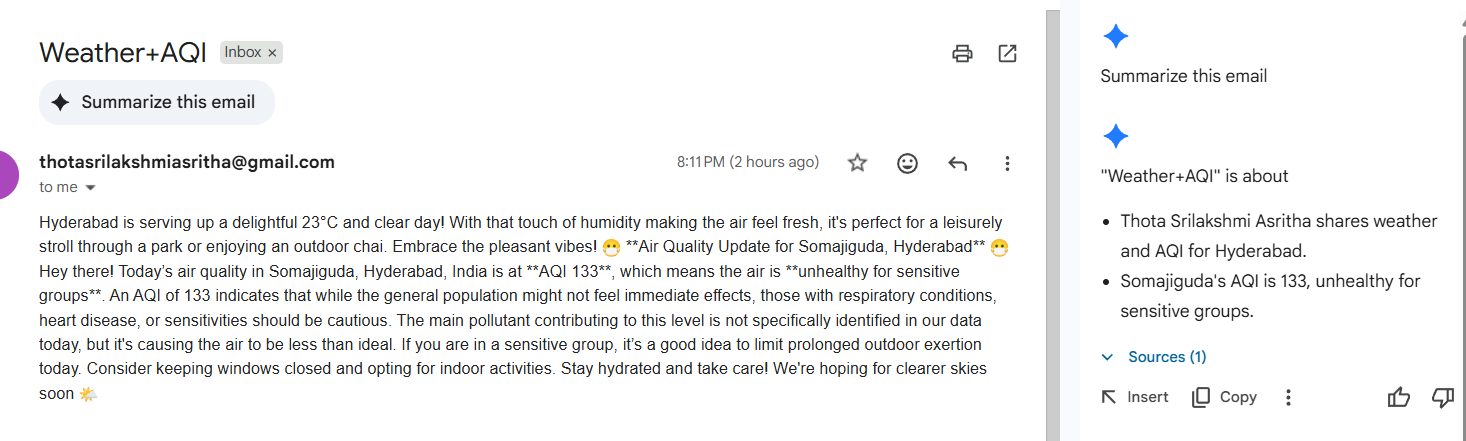 Weather+AQI Inbox ×
Summarize this email
thotasrilakshmiasritha@gmail.com 8:11 PM (2 hours ago)
to me
Hyderabad is serving up a delightful 23°C and clear day! With that touch of humidity making the air feel fresh, it's perfect for a leisurely
stroll through a park or enjoying an outdoor chai. Embrace the pleasant vibes! 😷 **Air Quality Update for Somajiguda, Hyderabad** 😷
Hey there! Today’s air quality in Somajiguda, Hyderabad, India is at **AQI 133**, which means the air is **unhealthy for sensitive
groups**. An AQI of 133 indicates that while the general population might not feel immediate effects, those with respiratory conditions,
heart disease, or sensitivities should be cautious. The main pollutant contributing to this level is not specifically identified in our data
today, but it's causing the air to be less than ideal. If you are in a sensitive group, it’s a good idea to limit prolonged outdoor exertion
today. Consider keeping windows closed and opting for indoor activities. Stay hydrated and take care! We're hoping for clearer skies
soon 🌤️
Summarize this email
"Weather+AQI" is about
• Thota Srilakshmi Asritha shares weather
and AQI for Hyderabad.
• Somajiguda's AQI is 133, unhealthy for
sensitive groups.
Sources (1)
Insert Copy